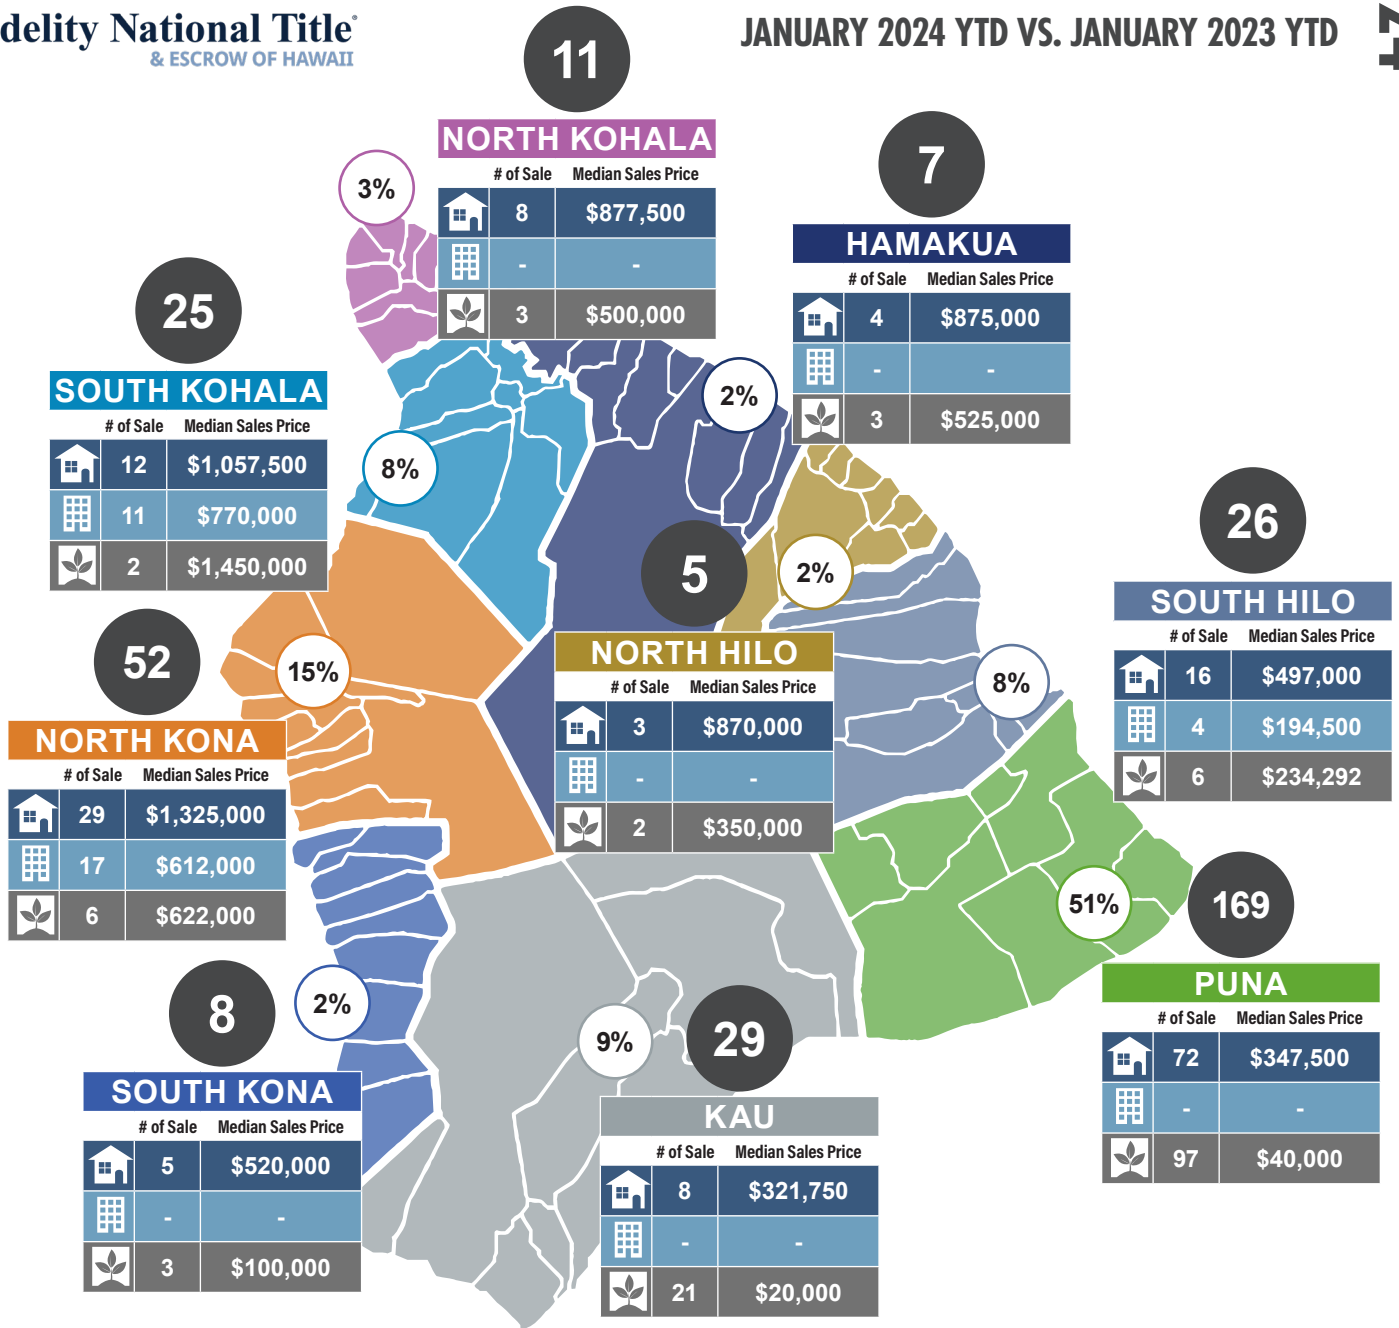 delity National Title
& ESCROW OF HAWAII
JANUARY 2024 YTD VS. JANUARY 2023 YTD
11
NORTH KOHALA
# of Sale Median Sales Price
8 $877,500
- -
3 $500,000
3%
7
HAMAKUA
# of Sale Median Sales Price
4 $875,000
- -
3 $525,000
2%
25
SOUTH KOHALA
# of Sale Median Sales Price
12 $1,057,500
11 $770,000
2 $1,450,000
8%
5
NORTH HILO
# of Sale Median Sales Price
3 $870,000
- -
2 $350,000
2%
26
SOUTH HILO
# of Sale Median Sales Price
16 $497,000
4 $194,500
6 $234,292
8%
52
NORTH KONA
# of Sale Median Sales Price
29 $1,325,000
17 $612,000
6 $622,000
15%
169
PUNA
# of Sale Median Sales Price
72 $347,500
- -
97 $40,000
51%
8
SOUTH KONA
# of Sale Median Sales Price
5 $520,000
- -
3 $100,000
2%
29
KAU
# of Sale Median Sales Price
8 $321,750
- -
21 $20,000
9%